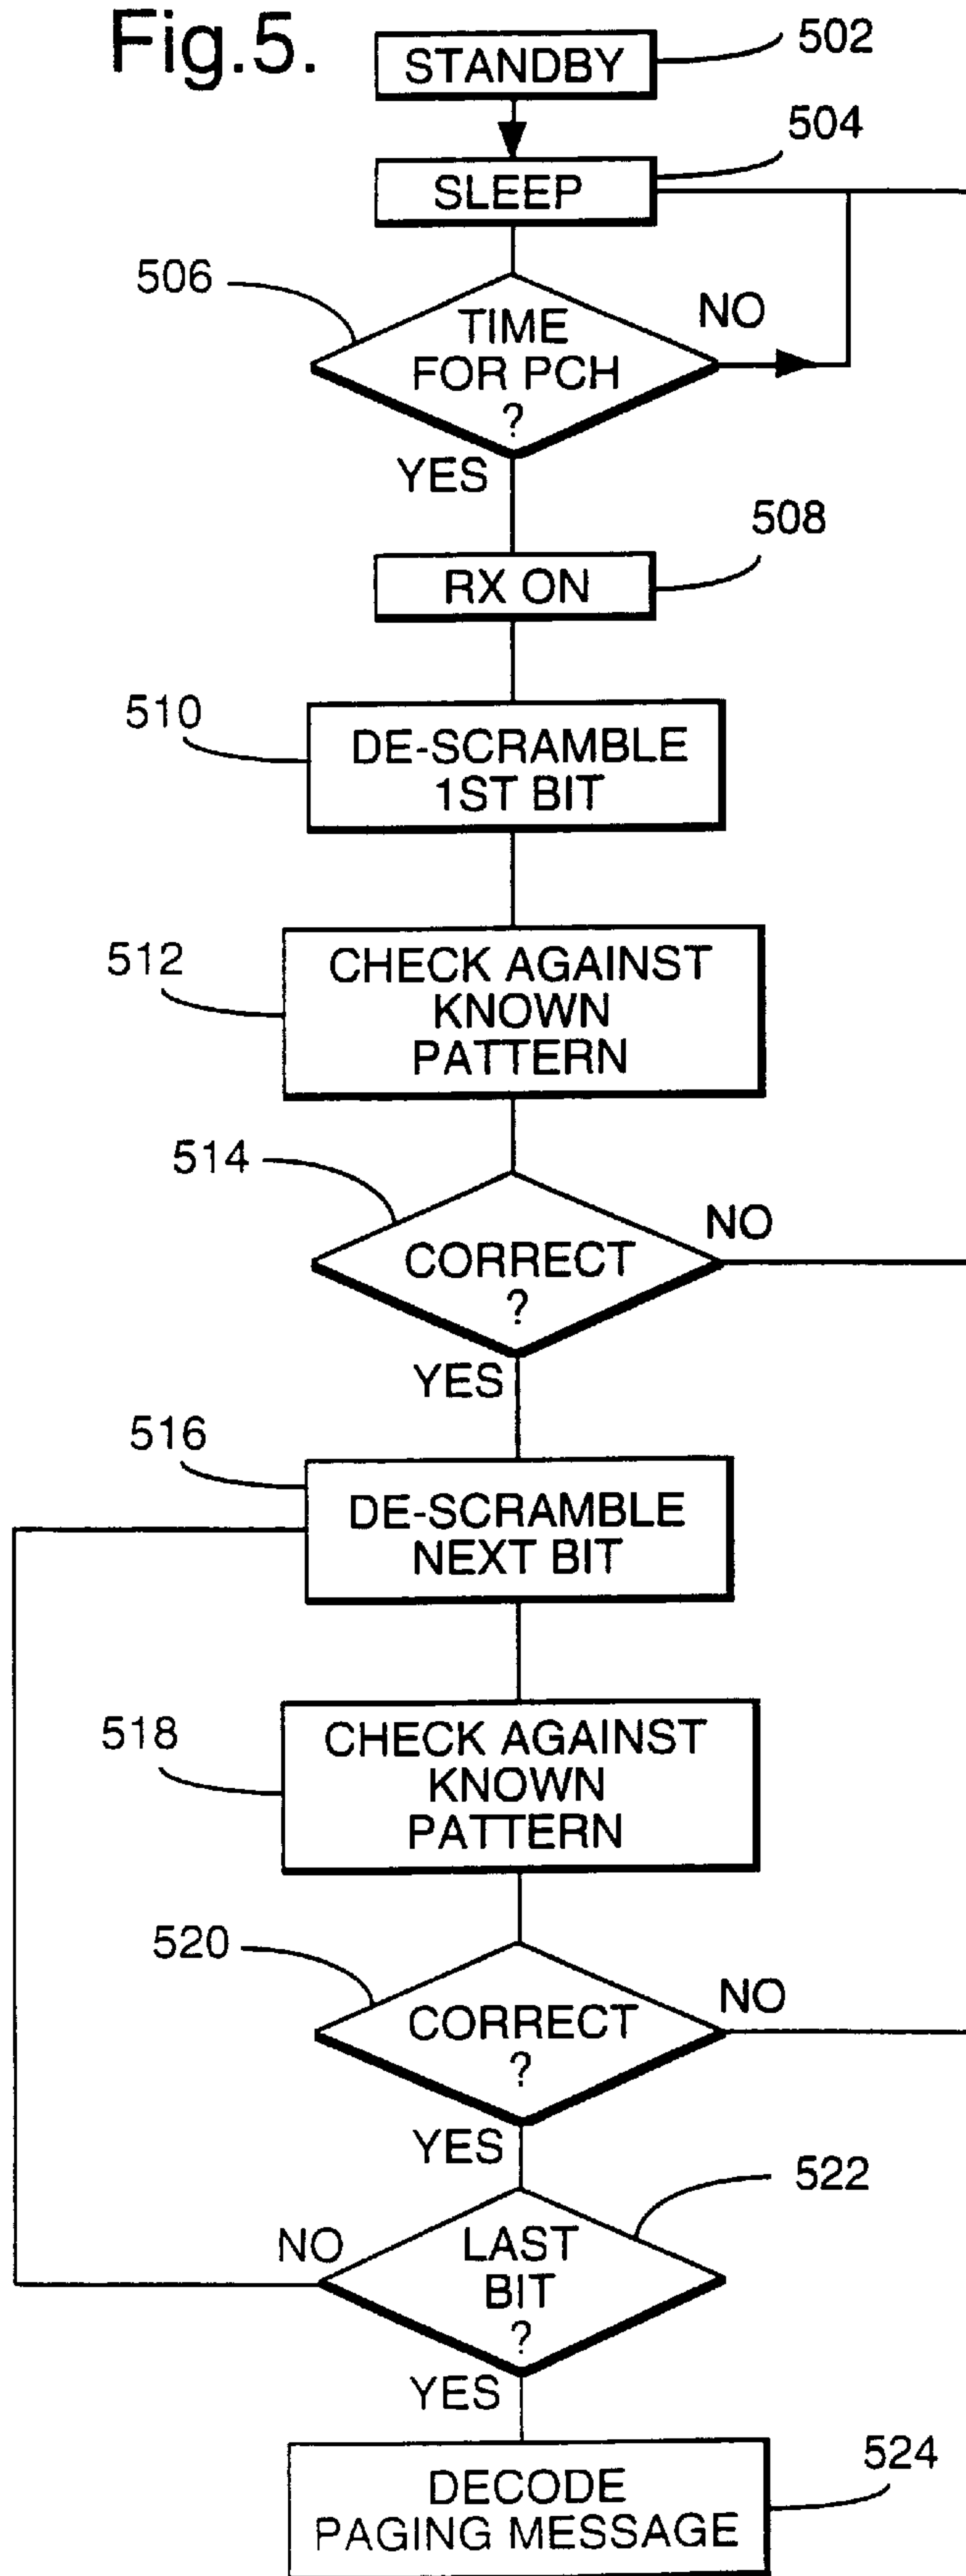 Fig.5.
STANDBY
502
SLEEP
504
506
TIME
FOR PCH
?
NO
YES
RX ON
508
510
DE-SCRAMBLE
1ST BIT
512
CHECK AGAINST
KNOWN
PATTERN
514
CORRECT
?
NO
YES
516
DE-SCRAMBLE
NEXT BIT
518
CHECK AGAINST
KNOWN
PATTERN
520
CORRECT
?
NO
YES
522
NO
LAST
BIT
?
YES
DECODE
PAGING MESSAGE
524